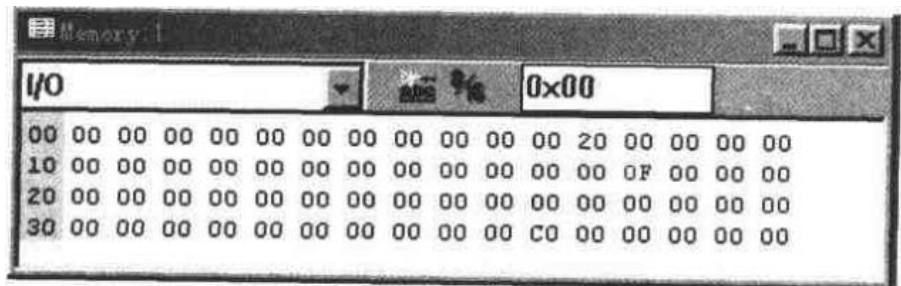 Memory:1
I/O 0x00
00 00 00 00 00 00 00 00 00 00 00 00 20 00 00 00 00
10 00 00 00 00 00 00 00 00 00 00 00 00 0F 00 00 00
20 00 00 00 00 00 00 00 00 00 00 00 00 00 00 00 00
30 00 00 00 00 00 00 00 00 00 00 C0 00 00 00 00 00